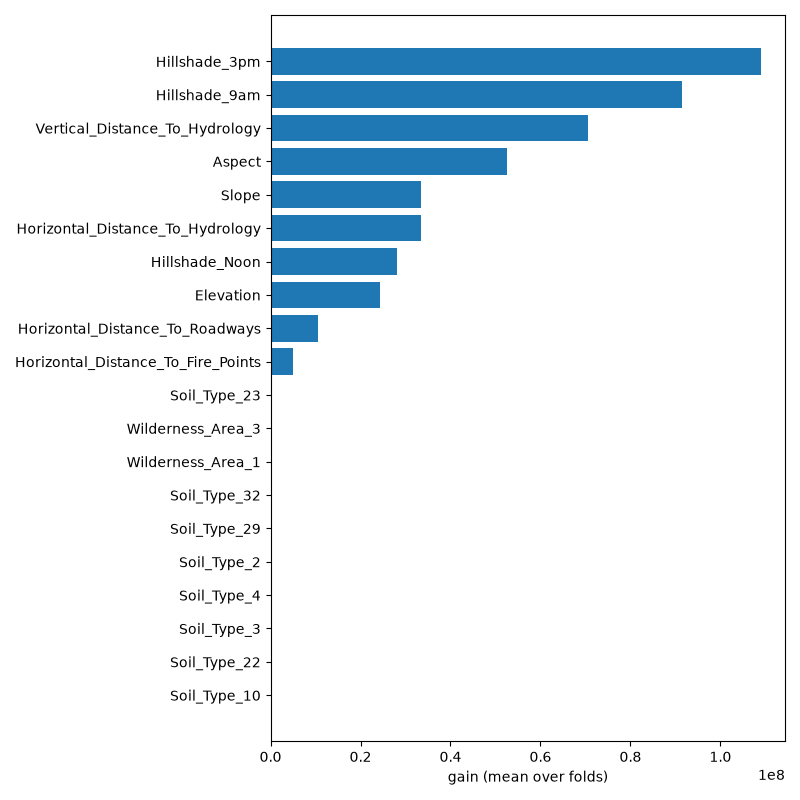 Hillshade_3pm
Hillshade_9am
Vertical_Distance_To_Hydrology
Aspect
Slope
Horizontal_Distance_To_Hydrology
Hillshade_Noon
Elevation
Horizontal_Distance_To_Roadways
Horizontal_Distance_To_Fire_Points
Soil_Type_23
Wilderness_Area_3
Wilderness_Area_1
Soil_Type_32
Soil_Type_29
Soil_Type_2
Soil_Type_4
Soil_Type_3
Soil_Type_22
Soil_Type_10
0.0 0.2 0.4 0.6 0.8 1.0
1e8
gain (mean over folds)